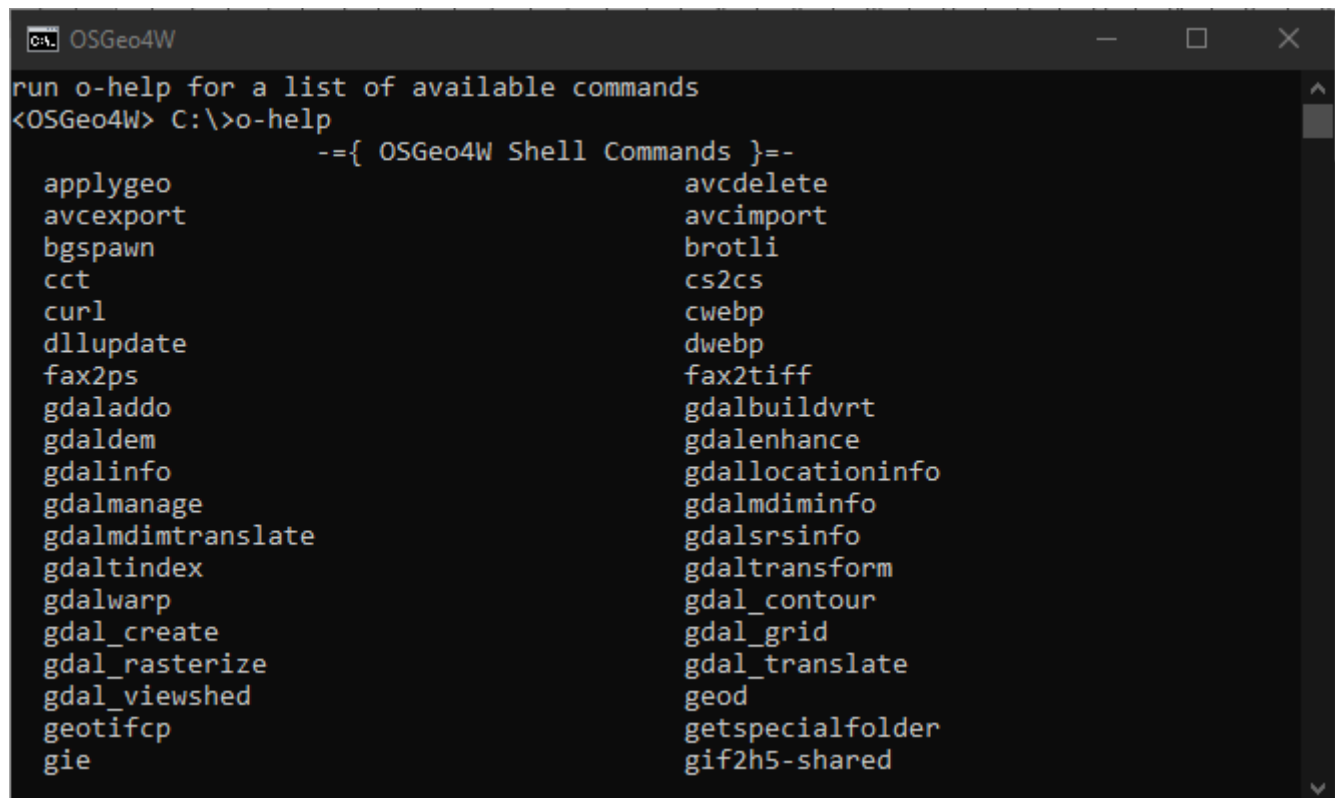 OSGeo4W
run o-help for a list of available commands
<OSGeo4W> C:\>o-help
-={ OSGeo4W Shell Commands }=-
applygeo avcdelete
avcexport avcimport
bgspawn brotli
cct cs2cs
curl cwebp
dllupdate dwebp
fax2ps fax2tiff
gdaladdo gdalbuildvrt
gdaldem gdalenhance
gdalinfo gdallocationinfo
gdalmanage gdalmdiminfo
gdalmdimtranslate gdalsrsinfo
gdaltindex gdaltransform
gdalwarp gdal_contour
gdal_create gdal_grid
gdal_rasterize gdal_translate
gdal_viewshed geod
geotifcp getspecialfolder
gie gif2h5-shared